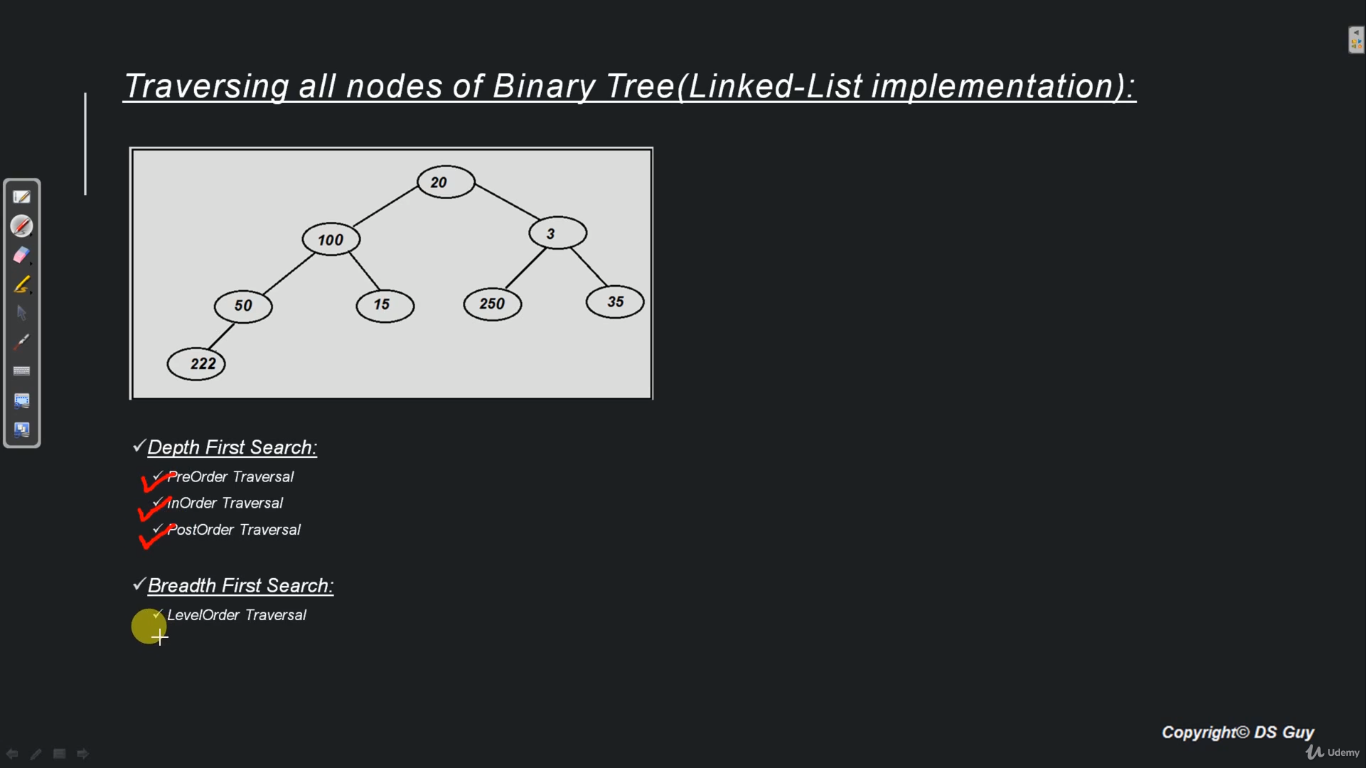 Traversing all nodes of Binary Tree(Linked-List implementation):
20
100
3
50
15
250
35
222
Depth First Search:
PreOrder Traversal
InOrder Traversal
PostOrder Traversal
Breadth First Search:
LevelOrder Traversal
Copyright© DS Guy
Udemy